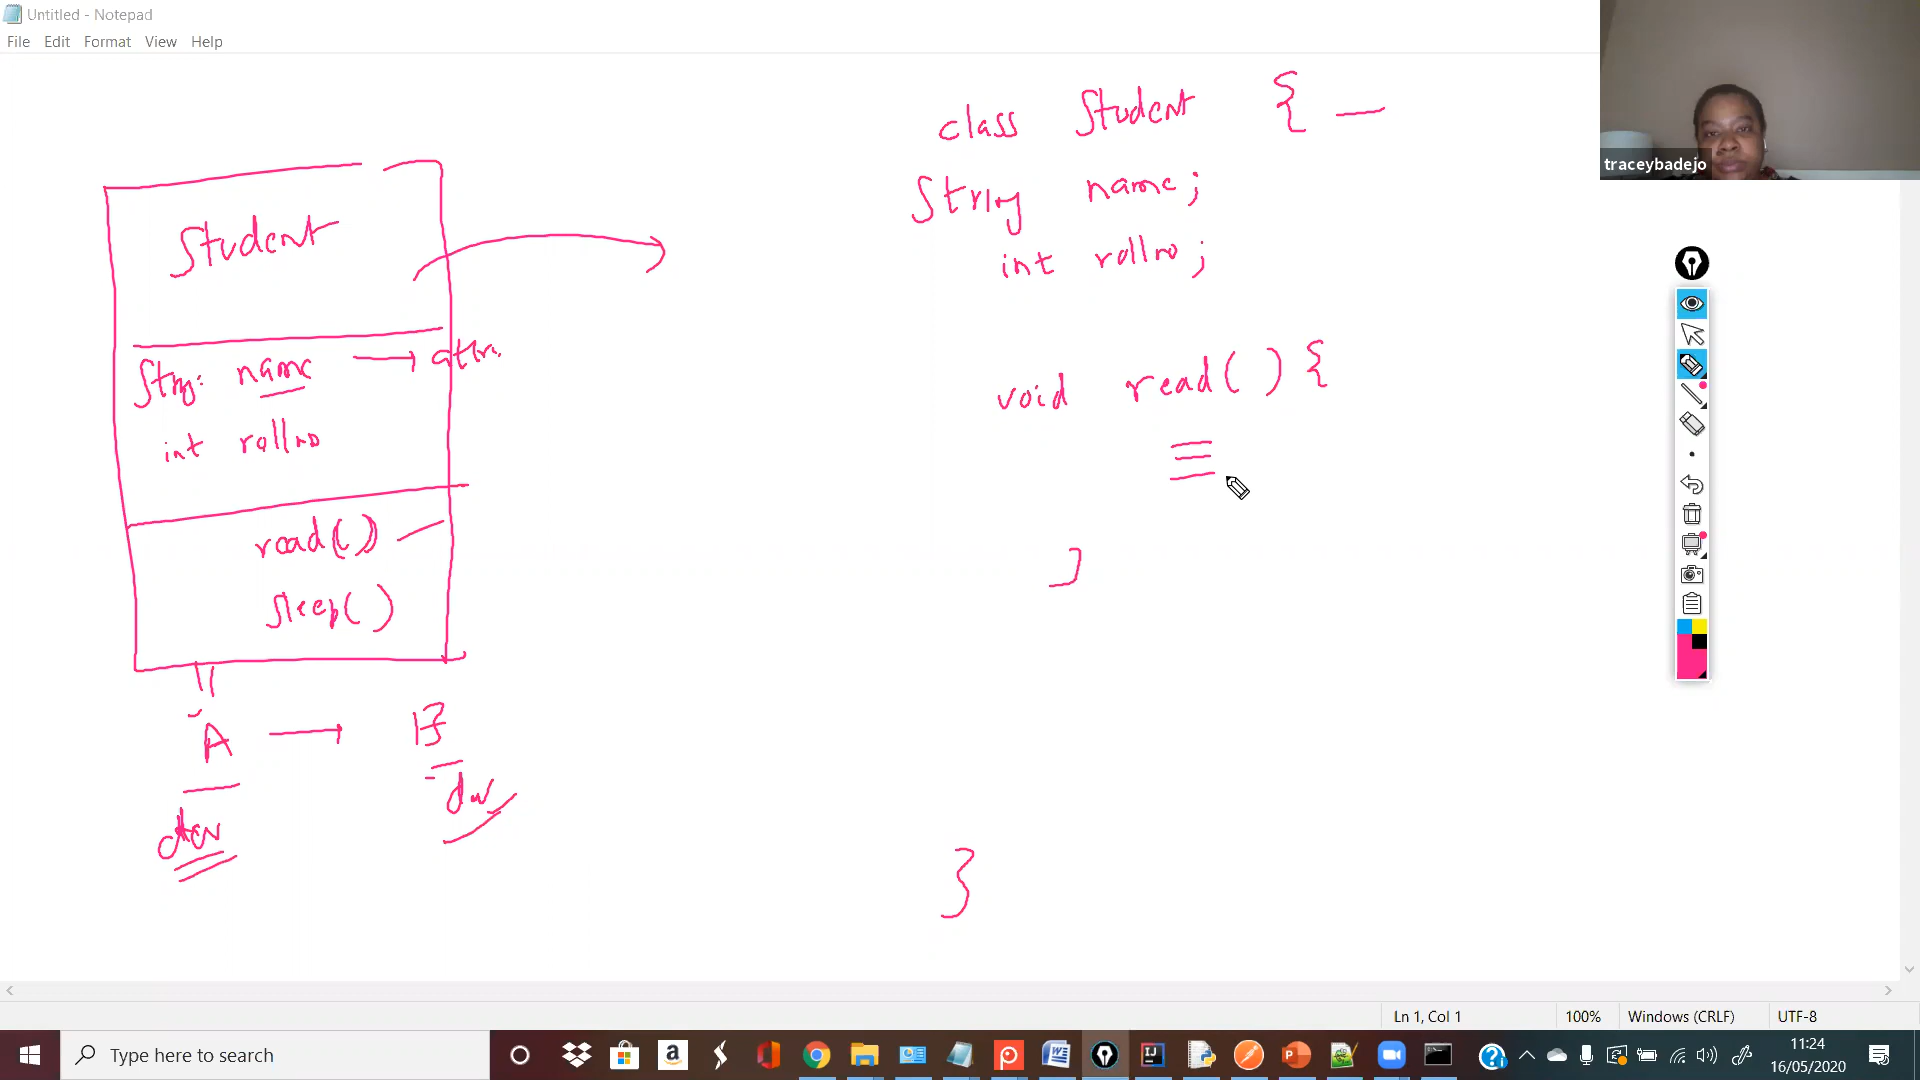 Untitled - Notepad
File Edit Format View Help
traceybadejo
class Student {
String name;
int rollno;
void read() {
}
}
Student
name → attri.
int rollno
read()
sleep()
A → B
Ln 1, Col 1 100% Windows (CRLF) UTF-8
Type here to search
11:24
16/05/2020